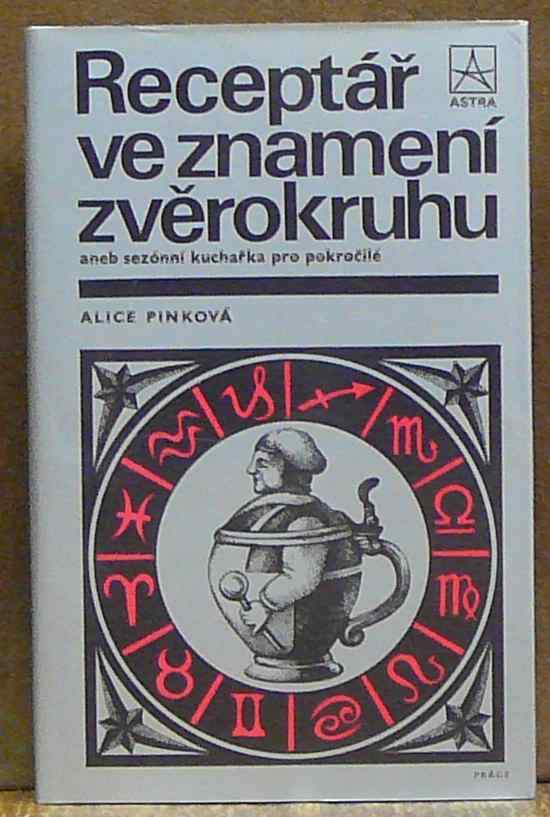 Receptář
ve znamení
zvěrokruhu
aneb sezónní kuchařka pro pokročilé
ASTRA
ALICE PINKOVÁ
PRÁCE